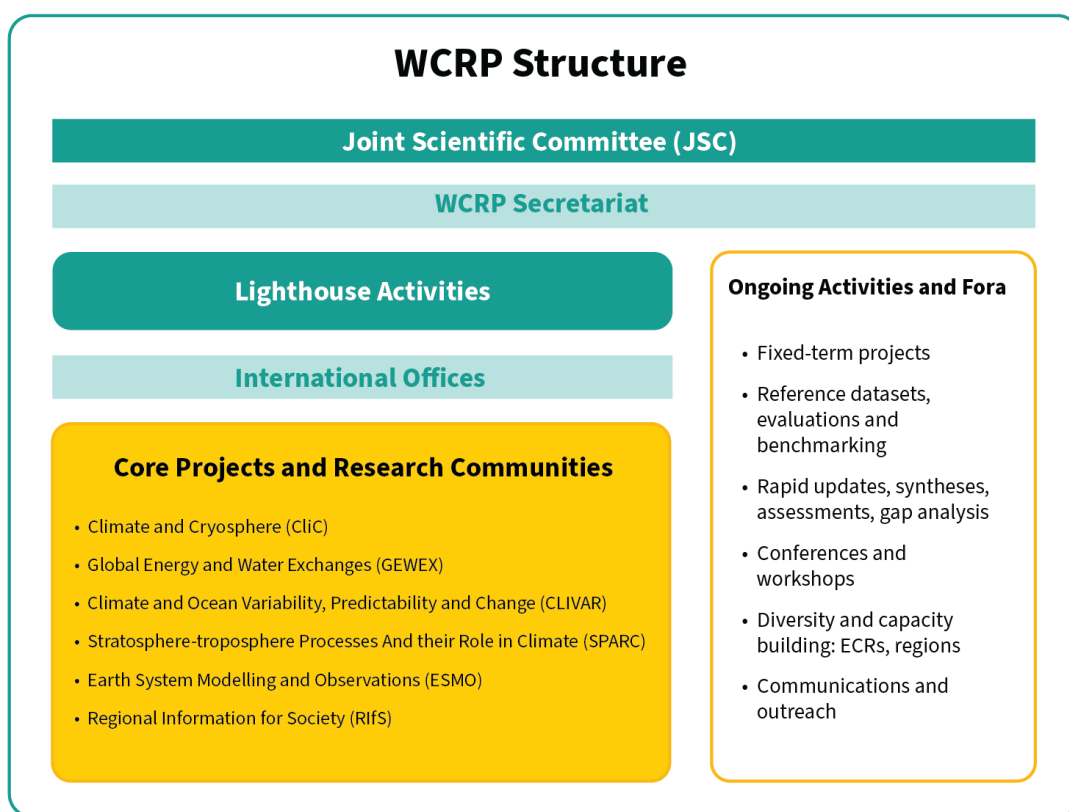 WCRP Structure
Joint Scientific Committee (JSC)
WCRP Secretariat
Lighthouse Activities
International Offices
Core Projects and Research Communities
• Climate and Cryosphere (CliC)
• Global Energy and Water Exchanges (GEWEX)
• Climate and Ocean Variability, Predictability and Change (CLIVAR)
• Stratosphere-troposphere Processes And their Role in Climate (SPARC)
• Earth System Modelling and Observations (ESMO)
• Regional Information for Society (RIfS)
Ongoing Activities and Fora
• Fixed-term projects
• Reference datasets,
evaluations and
benchmarking
• Rapid updates, syntheses,
assessments, gap analysis
• Conferences and
workshops
• Diversity and capacity
building: ECRs, regions
• Communications and
outreach